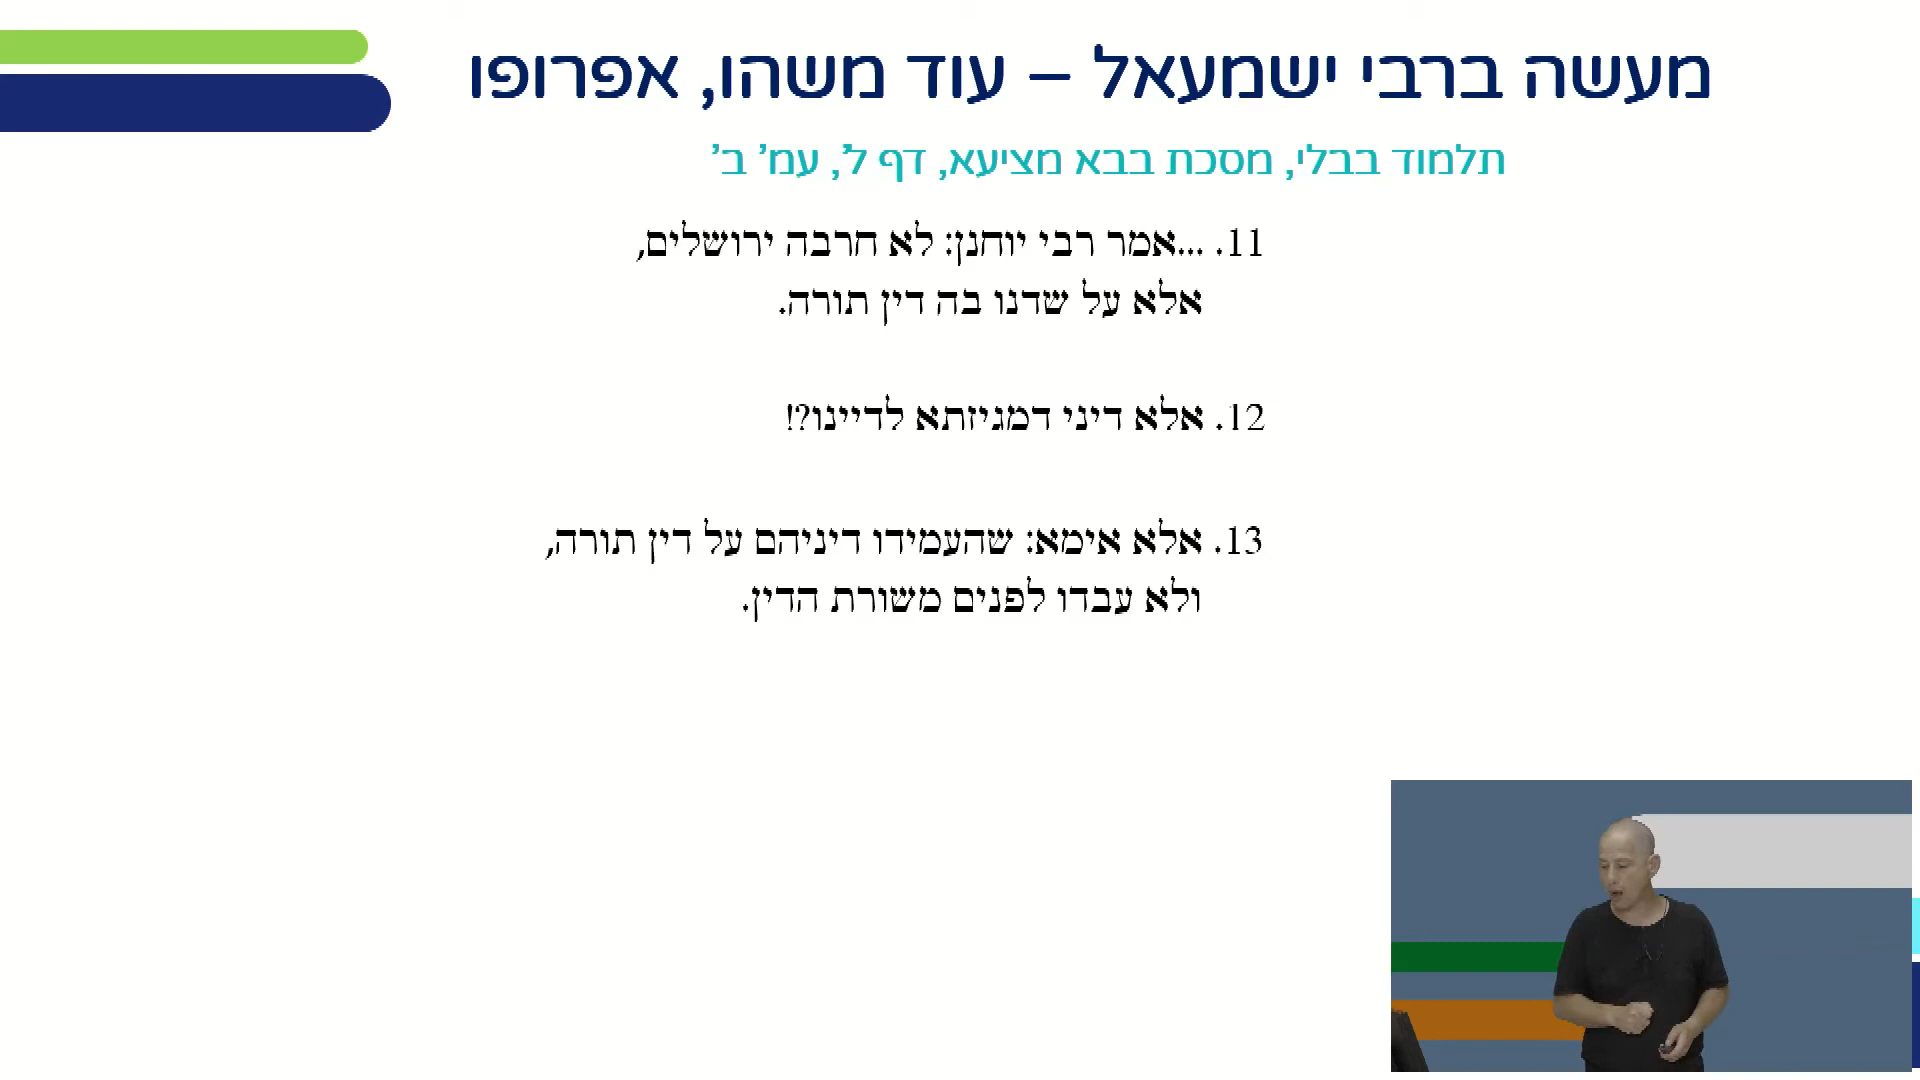 מעשה ברבי ישמעאל – עוד משהו, אפרופו
תלמוד בבלי, מסכת בבא מציעא, דף ל', עמ' ב'
11. ...אמר רבי יוחנן: לא חרבה ירושלים,
אלא על שדנו בה דין תורה.
12. אלא דיני דמגיזתא לדיינו?!
13. אלא אימא: שהעמידו דיניהם על דין תורה,
ולא עבדו לפנים משורת הדין.